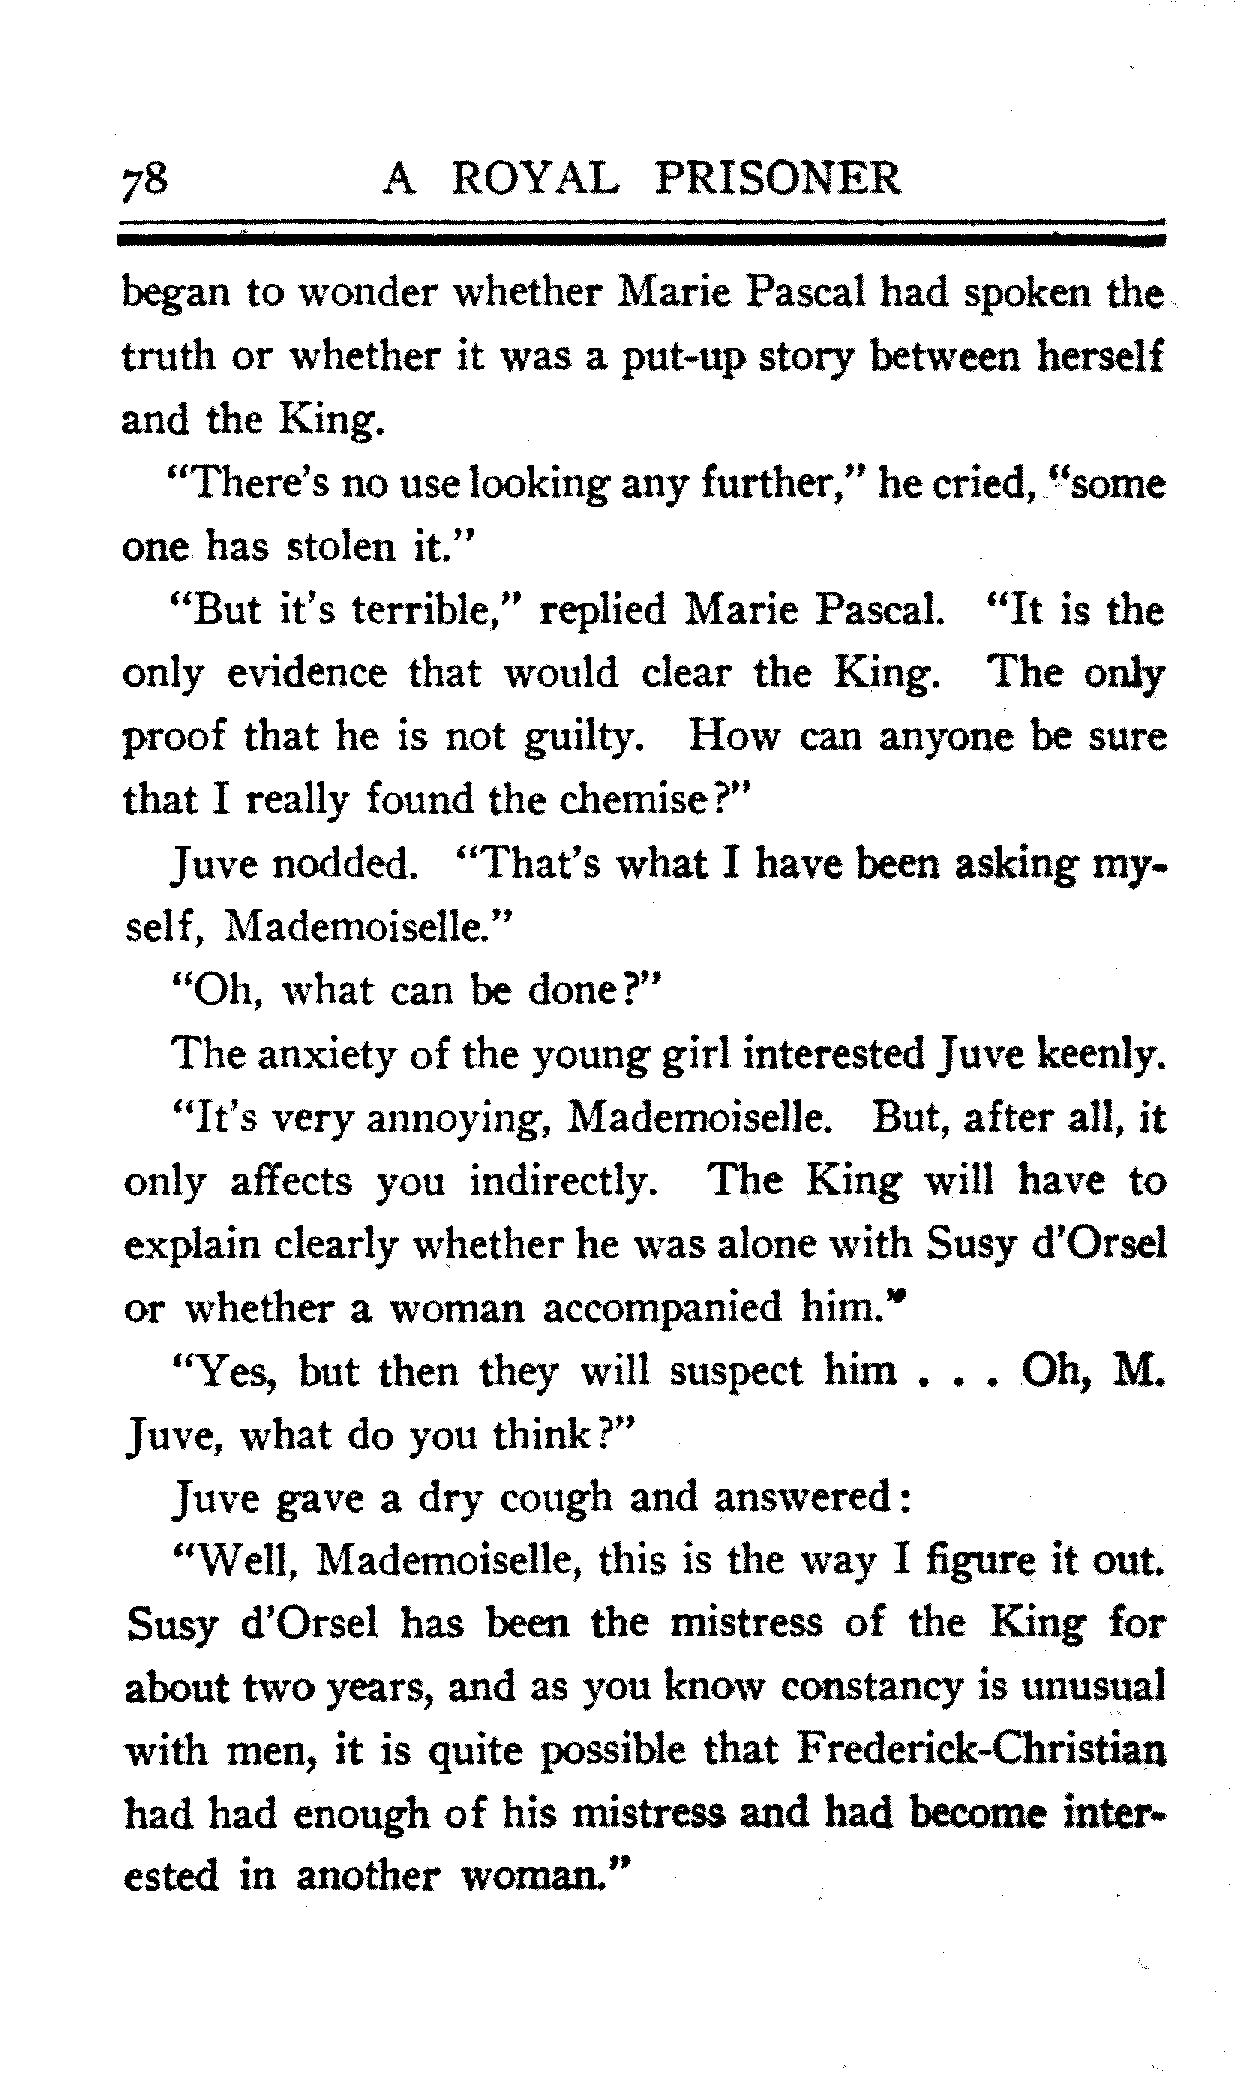 78 A ROYAL PRISONER
began to wonder whether Marie Pascal had spoken the
truth or whether it was a put-up story between herself
and the King.
"There's no use looking any further," he cried, "some
one has stolen it."
"But it's terrible," replied Marie Pascal. "It is the
only evidence that would clear the King. The only
proof that he is not guilty. How can anyone be sure
that I really found the chemise?"
Juve nodded. "That's what I have been asking my-
self, Mademoiselle."
"Oh, what can be done?"
The anxiety of the young girl interested Juve keenly.
"It's very annoying, Mademoiselle. But, after all, it
only affects you indirectly. The King will have to
explain clearly whether he was alone with Susy d'Orsel
or whether a woman accompanied him."
"Yes, but then they will suspect him . . . Oh, M.
Juve, what do you think?"
Juve gave a dry cough and answered:
"Well, Mademoiselle, this is the way I figure it out.
Susy d'Orsel has been the mistress of the King for
about two years, and as you know constancy is unusual
with men, it is quite possible that Frederick-Christian
had had enough of his mistress and had become inter-
ested in another woman."